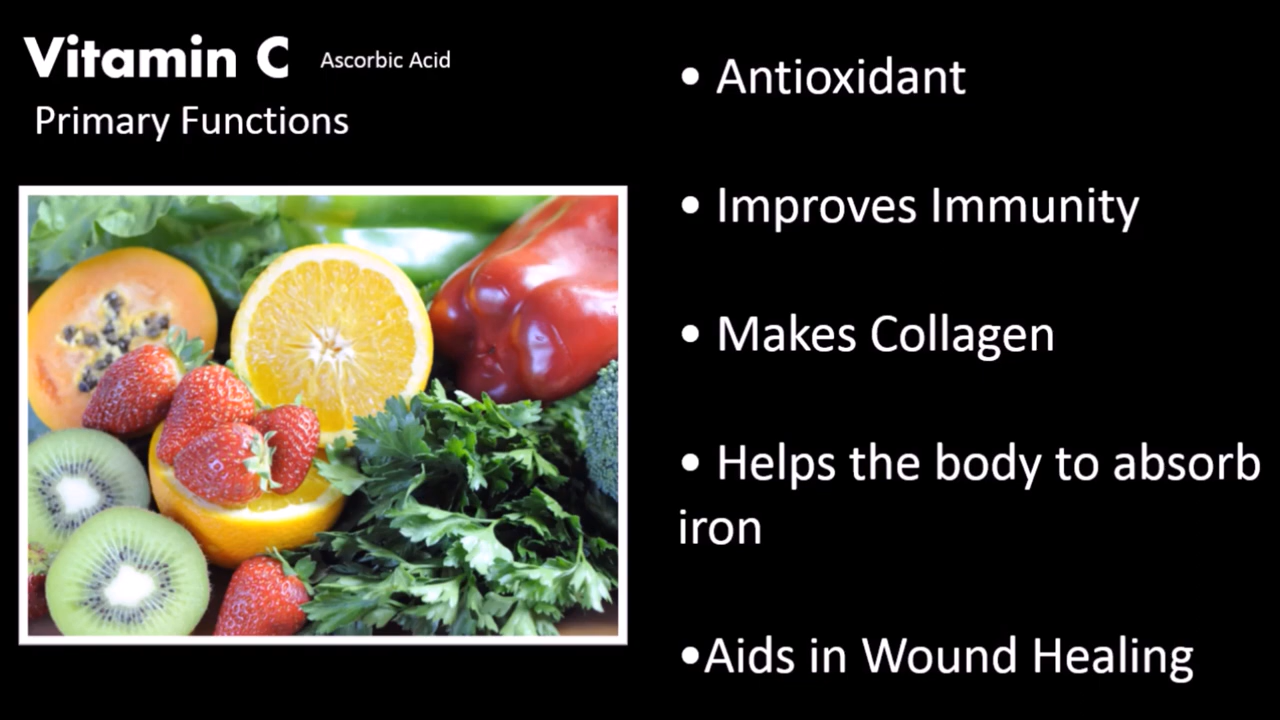 Vitamin C Ascorbic Acid
Primary Functions
• Antioxidant
• Improves Immunity
• Makes Collagen
• Helps the body to absorb
iron
•Aids in Wound Healing